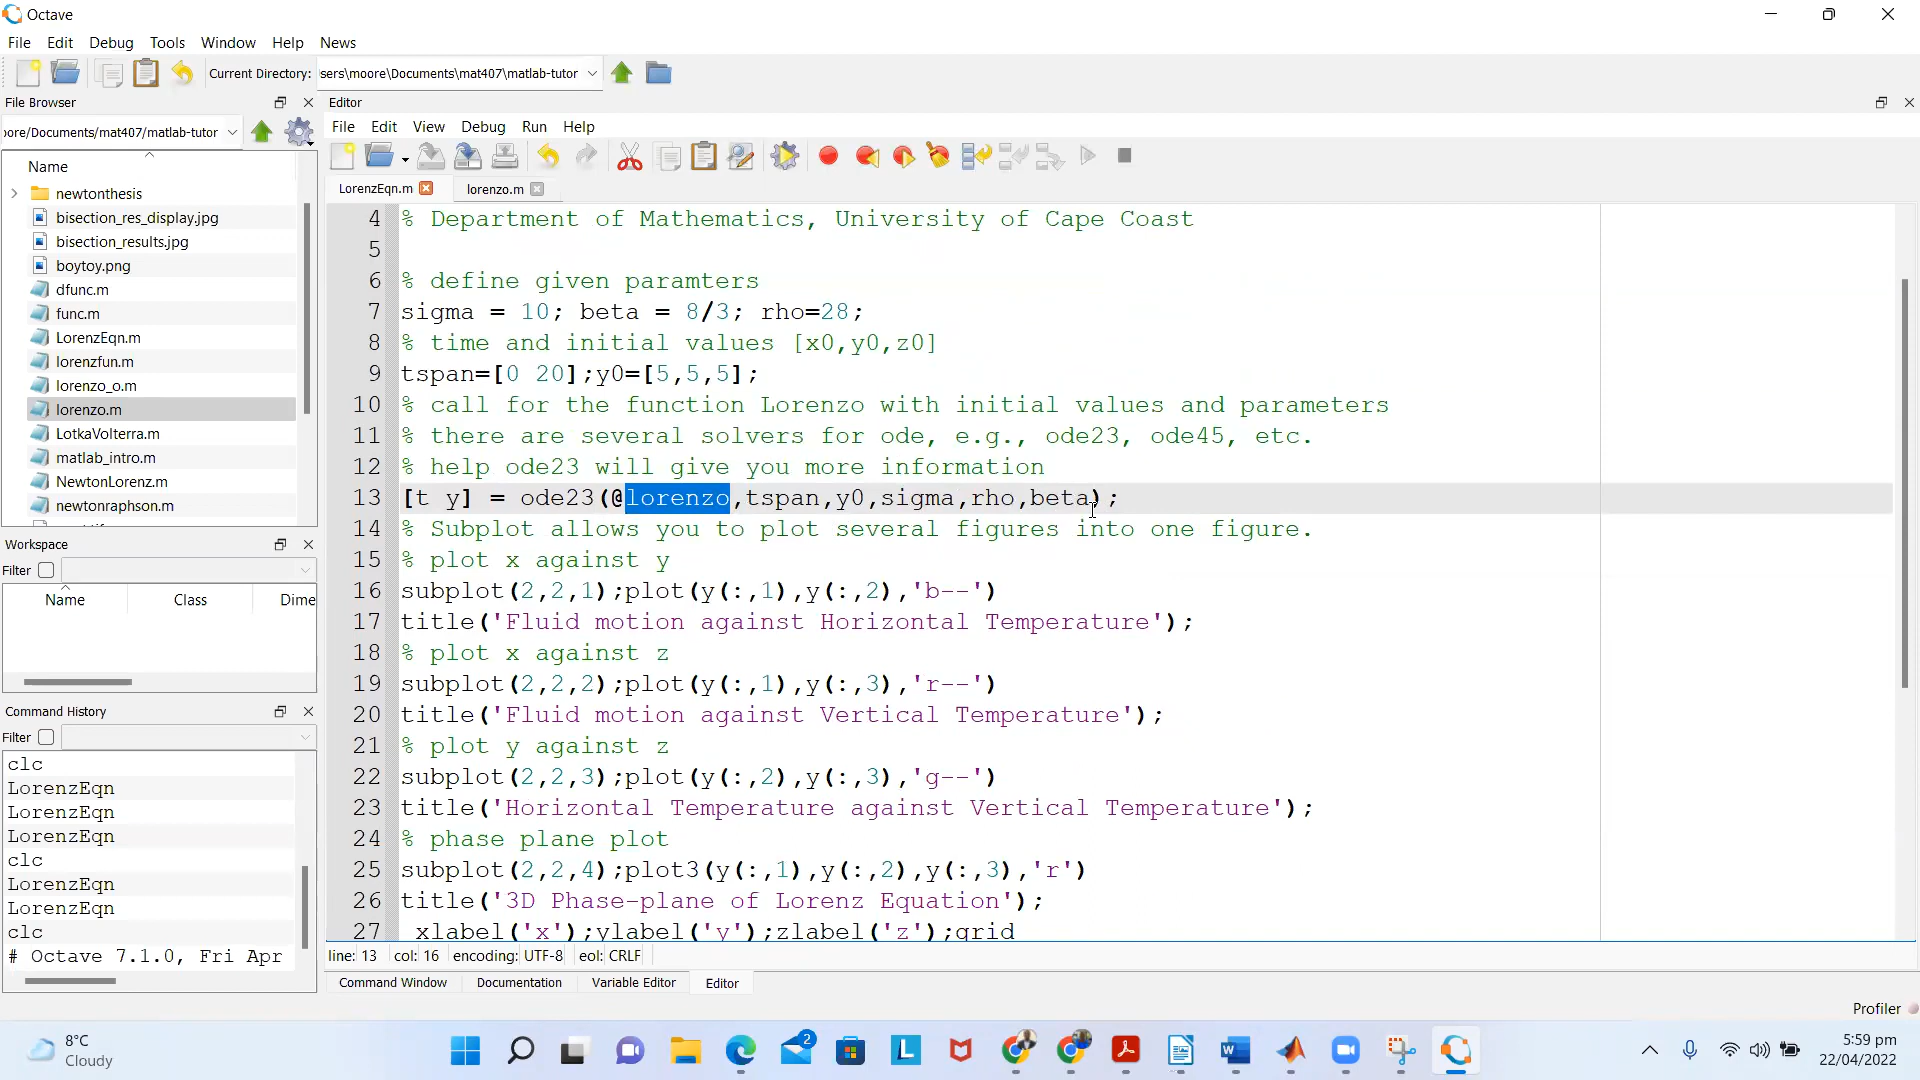 Octave
File Edit Debug Tools Window Help News
Current Directory: sers\moore\Documents\mat407\matlab-tutor
File Browser
Editor
oore/Documents/mat407/matlab-tutor
File Edit View Debug Run Help
Name
LorenzEqn.m
lorenzo.m
newtonthesis
bisection_res_display.jpg
bisection_results.jpg
boytoy.png
dfunc.m
func.m
LorenzEqn.m
lorenzfun.m
lorenzo_o.m
lorenzo.m
LotkaVolterra.m
matlab_intro.m
NewtonLorenz.m
newtonraphson.m
4 % Department of Mathematics, University of Cape Coast
5
6 % define given paramters
7 sigma = 10; beta = 8/3; rho=28;
8 % time and initial values [x0,y0,z0]
9 tspan=[0 20];y0=[5,5,5];
10 % call for the function Lorenzo with initial values and parameters
11 % there are several solvers for ode, e.g., ode23, ode45, etc.
12 % help ode23 will give you more information
13 [t y] = ode23(@lorenzo,tspan,y0,sigma,rho,beta);
14 % Subplot allows you to plot several figures into one figure.
15 % plot x against y
16 subplot(2,2,1);plot(y(:,1),y(:,2),'b--')
17 title('Fluid motion against Horizontal Temperature');
18 % plot x against z
19 subplot(2,2,2);plot(y(:,1),y(:,3),'r--')
20 title('Fluid motion against Vertical Temperature');
21 % plot y against z
22 subplot(2,2,3);plot(y(:,2),y(:,3),'g--')
23 title('Horizontal Temperature against Vertical Temperature');
24 % phase plane plot
25 subplot(2,2,4);plot3(y(:,1),y(:,2),y(:,3),'r')
26 title('3D Phase-plane of Lorenz Equation');
27 xlabel('x');ylabel('y');zlabel('z');grid
Workspace
Filter
Name Class Dime
Command History
Filter
clc
LorenzEqn
LorenzEqn
LorenzEqn
clc
LorenzEqn
LorenzEqn
clc
# Octave 7.1.0, Fri Apr
line: 13 col: 16 encoding: UTF-8 eol: CRLF
Command Window Documentation Variable Editor Editor
Profiler
8°C
Cloudy
2
5:59 pm
22/04/2022